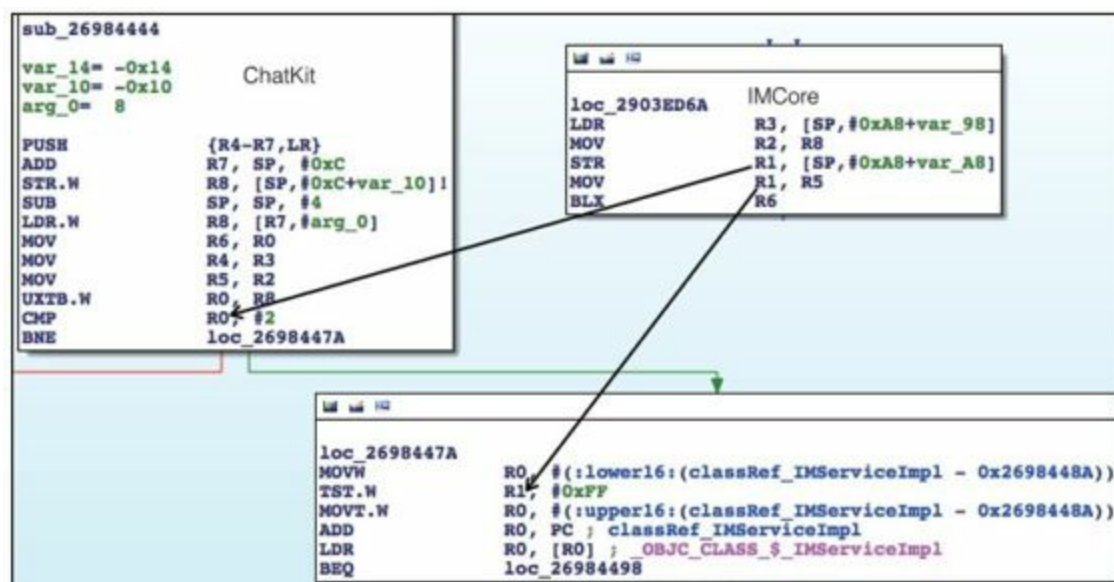 sub_26984444
var_14= -0x14
var_10= -0x10
arg_0= 8
ChatKit
PUSH {R4-R7,LR}
ADD R7, SP, #0xC
STR.W R8, [SP,#0xC+var_10]!
SUB SP, SP, #4
LDR.W R8, [R7,#arg_0]
MOV R6, R0
MOV R4, R3
MOV R5, R2
UXTB.W R0, R8
CMP R0, #2
BNE loc_2698447A
IMCore
loc_2903ED6A
LDR R3, [SP,#0xA8+var_98]
MOV R2, R8
STR R1, [SP,#0xA8+var_A8]
MOV R1, R5
BLX R6
loc_2698447A
MOVW R0, #(:lower16:(classRef_IMServiceImpl - 0x2698448A))
TST.W R1, #0xFF
MOVT.W R0, #(:upper16:(classRef_IMServiceImpl - 0x2698448A))
ADD R0, PC ; classRef_IMServiceImpl
LDR R0, [R0] ; _OBJC_CLASS_$_IMServiceImpl
BEQ loc_26984498